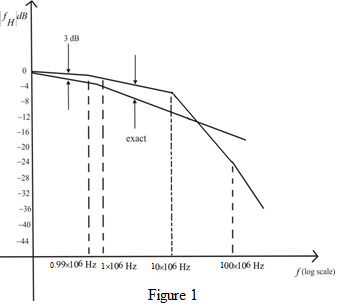 |f_H|dB
3 dB
0
−4
−8
−12
−16
−20
−24
−28
−32
−36
−40
−44
exact
0.99×106 Hz 1×106 Hz 10×106 Hz 100×106 Hz
f (log scale)
Figure 1